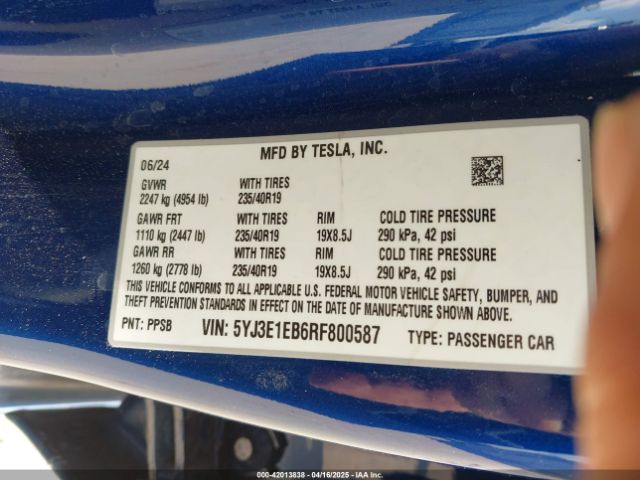 MFD BY TESLA, INC.
06/24
GVWR WITH TIRES
2247 kg (4954 lb) 235/40R19
GAWR FRT WITH TIRES RIM COLD TIRE PRESSURE
1110 kg (2447 lb) 235/40R19 19X8.5J 290 kPa, 42 psi
GAWR RR WITH TIRES RIM COLD TIRE PRESSURE
1260 kg (2778 lb) 235/40R19 19X8.5J 290 kPa, 42 psi
THIS VEHICLE CONFORMS TO ALL APPLICABLE U.S. FEDERAL MOTOR VEHICLE SAFETY, BUMPER, AND
THEFT PREVENTION STANDARDS IN EFFECT ON THE DATE OF MANUFACTURE SHOWN ABOVE.
PNT: PPSB VIN: 5YJ3E1EB6RF800587 TYPE: PASSENGER CAR
000-42013838 - 04/16/2025 - IAA Inc.